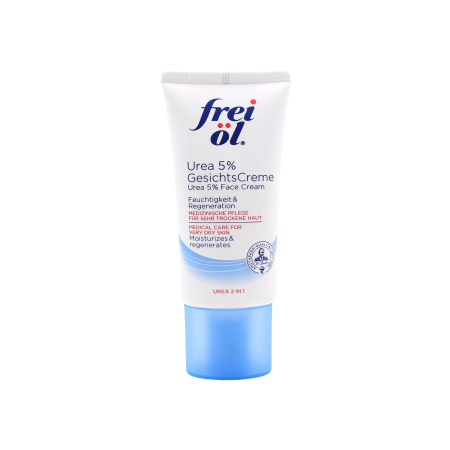 frei
öl®
Urea 5%
GesichtsCreme
Urea 5% Face Cream
Feuchtigkeit &
Regeneration
MEDIZINISCHE PFLEGE
FÜR SEHR TROCKENE HAUT
MEDICAL CARE FOR
VERY DRY SKIN
Moisturizes &
regenerates
UREA 2 IN 1